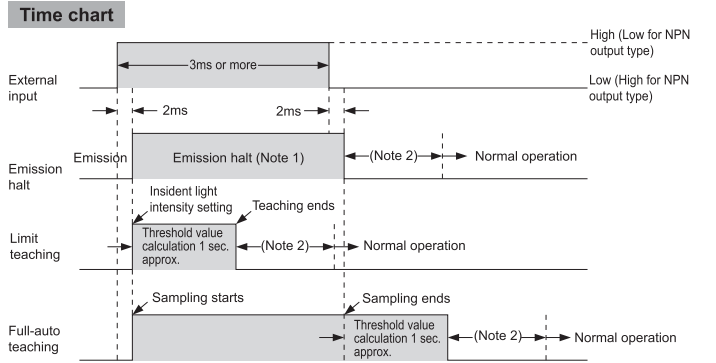 Time chart
High (Low for NPN
output type)
3ms or more
External
input
Low (High for NPN
output type)
2ms
2ms
Emission
Emission halt (Note 1)
(Note 2)
Normal operation
Emission
halt
Insident light
intensity setting
Teaching ends
Limit
teaching
Threshold value
calculation 1 sec.
approx.
(Note 2)
Normal operation
Sampling starts
Sampling ends
Full-auto
teaching
Threshold value
calculation 1 sec.
approx.
(Note 2)
Normal operation